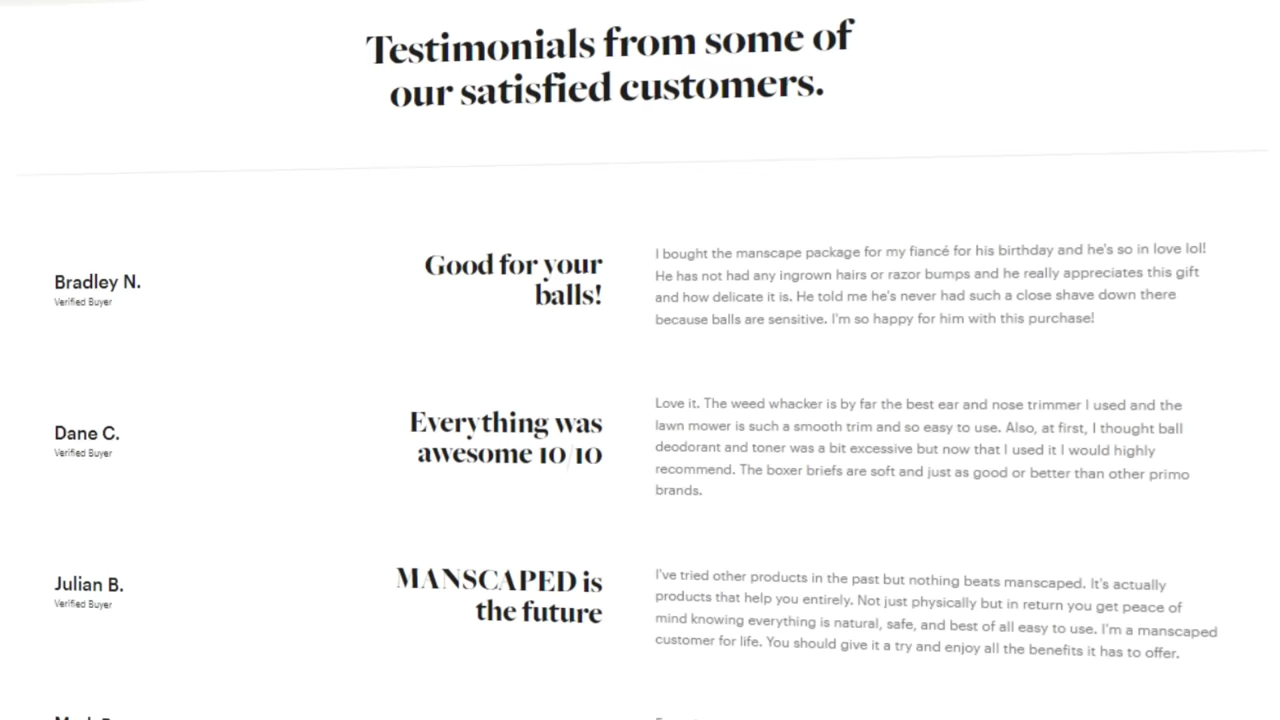 Testimonials from some of
our satisfied customers.
Bradley N.
Verified Buyer
Good for your
balls!
I bought the manscape package for my fiancé for his birthday and he's so in love lol!
He has not had any ingrown hairs or razor bumps and he really appreciates this gift
and how delicate it is. He told me he's never had such a close shave down there
because balls are sensitive. I'm so happy for him with this purchase!
Dane C.
Verified Buyer
Everything was
awesome 10/10
Love it. The weed whacker is by far the best ear and nose trimmer I used and the
lawn mower is such a smooth trim and so easy to use. Also, at first, I thought ball
deodorant and toner was a bit excessive but now that I used it I would highly
recommend. The boxer briefs are soft and just as good or better than other primo
brands.
Julian B.
Verified Buyer
MANSCAPED is
the future
I've tried other products in the past but nothing beats manscaped. It's actually
products that help you entirely. Not just physically but in return you get peace of
mind knowing everything is natural, safe, and best of all easy to use. I'm a manscaped
customer for life. You should give it a try and enjoy all the benefits it has to offer.